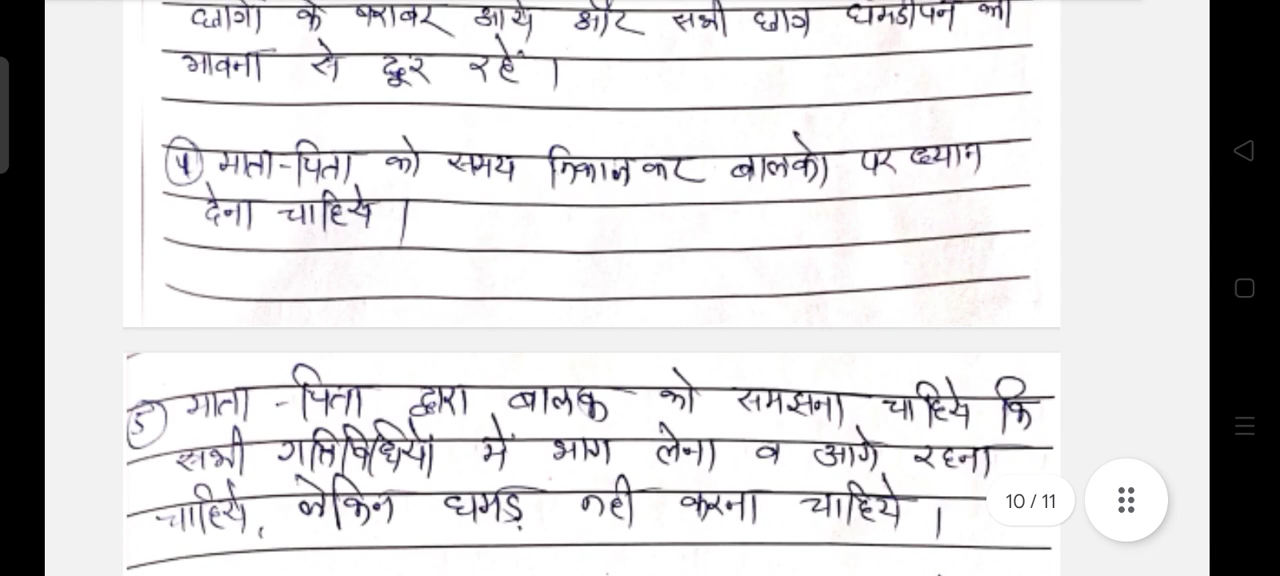 छात्रों के बराबर आये और सभी छात्र घमंडीपन की
भावना से दूर रहें ।
(4) माता-पिता को समय निकाल कर बालको पर ध्यान
देना चाहिये ।
(5) माता - पिता द्वारा बालक को समझना चाहिये कि
सभी गतिविधियों में भाग लेना व आगे रहना
चाहिये, लेकिन घमंड़ नही करना चाहिये ।
10 / 11